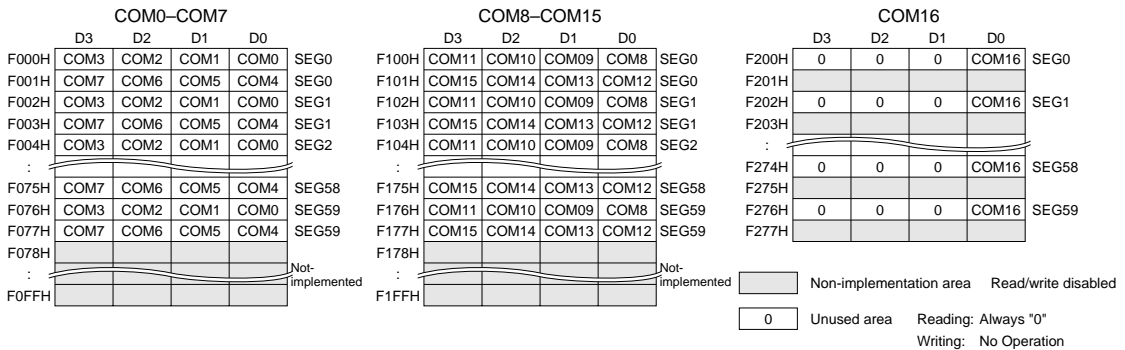 COM0–COM7
D3 D2 D1 D0
F000H COM3 COM2 COM1 COM0 SEG0
F001H COM7 COM6 COM5 COM4 SEG0
F002H COM3 COM2 COM1 COM0 SEG1
F003H COM7 COM6 COM5 COM4 SEG1
F004H COM3 COM2 COM1 COM0 SEG2
:
F075H COM7 COM6 COM5 COM4 SEG58
F076H COM3 COM2 COM1 COM0 SEG59
F077H COM7 COM6 COM5 COM4 SEG59
F078H
: Not-
implemented
F0FFH
COM8–COM15
D3 D2 D1 D0
F100H COM11 COM10 COM09 COM8 SEG0
F101H COM15 COM14 COM13 COM12 SEG0
F102H COM11 COM10 COM09 COM8 SEG1
F103H COM15 COM14 COM13 COM12 SEG1
F104H COM11 COM10 COM09 COM8 SEG2
:
F175H COM15 COM14 COM13 COM12 SEG58
F176H COM11 COM10 COM09 COM8 SEG59
F177H COM15 COM14 COM13 COM12 SEG59
F178H
: Not-
implemented
F1FFH
COM16
D3 D2 D1 D0
F200H 0 0 0 COM16 SEG0
F201H
F202H 0 0 0 COM16 SEG1
F203H
:
F274H 0 0 0 COM16 SEG58
F275H
F276H 0 0 0 COM16 SEG59
F277H
Non-implementation area Read/write disabled
0 Unused area Reading: Always "0"
Writing: No Operation